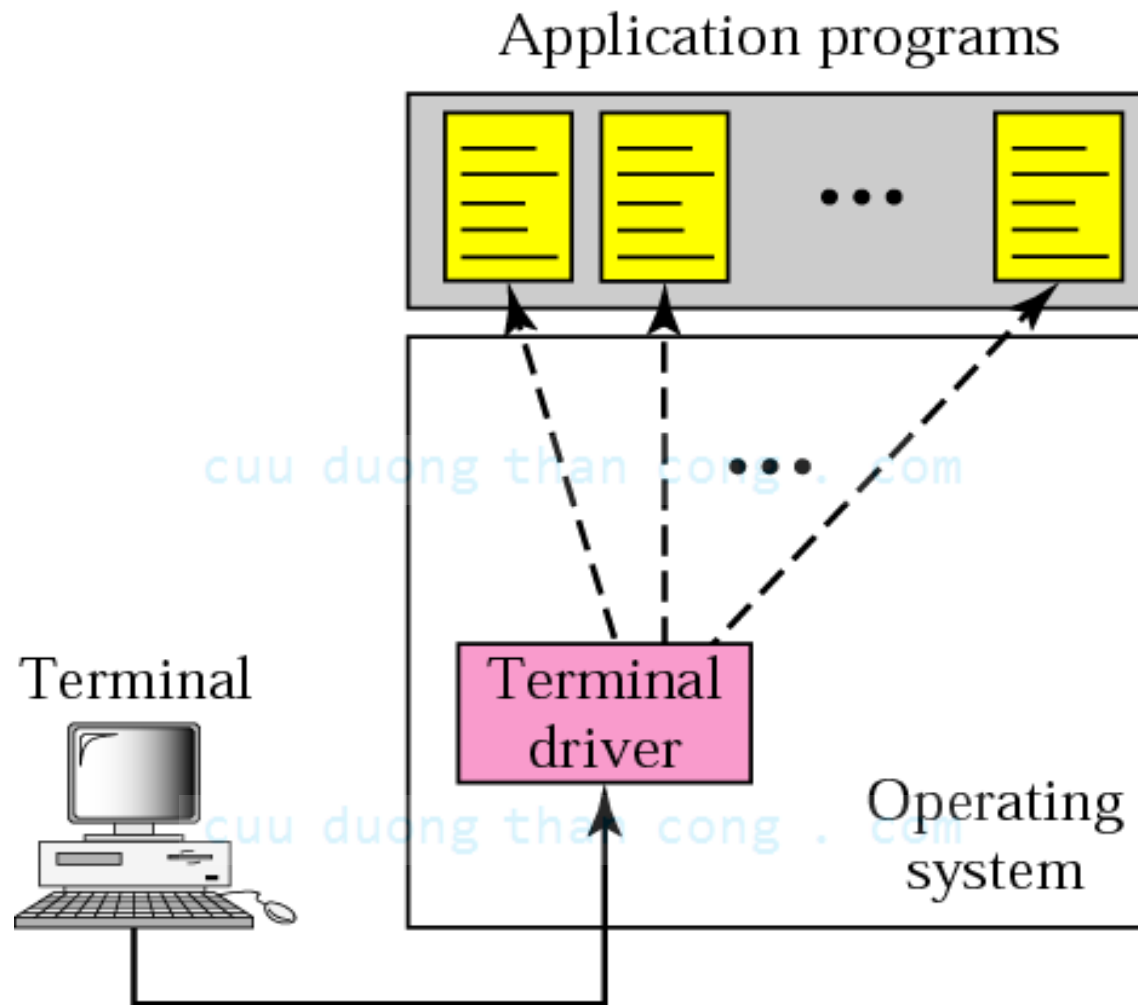 Application programs
cuu duong than cong . com
Terminal
Terminal
driver
cuu duong than cong . com
Operating
system